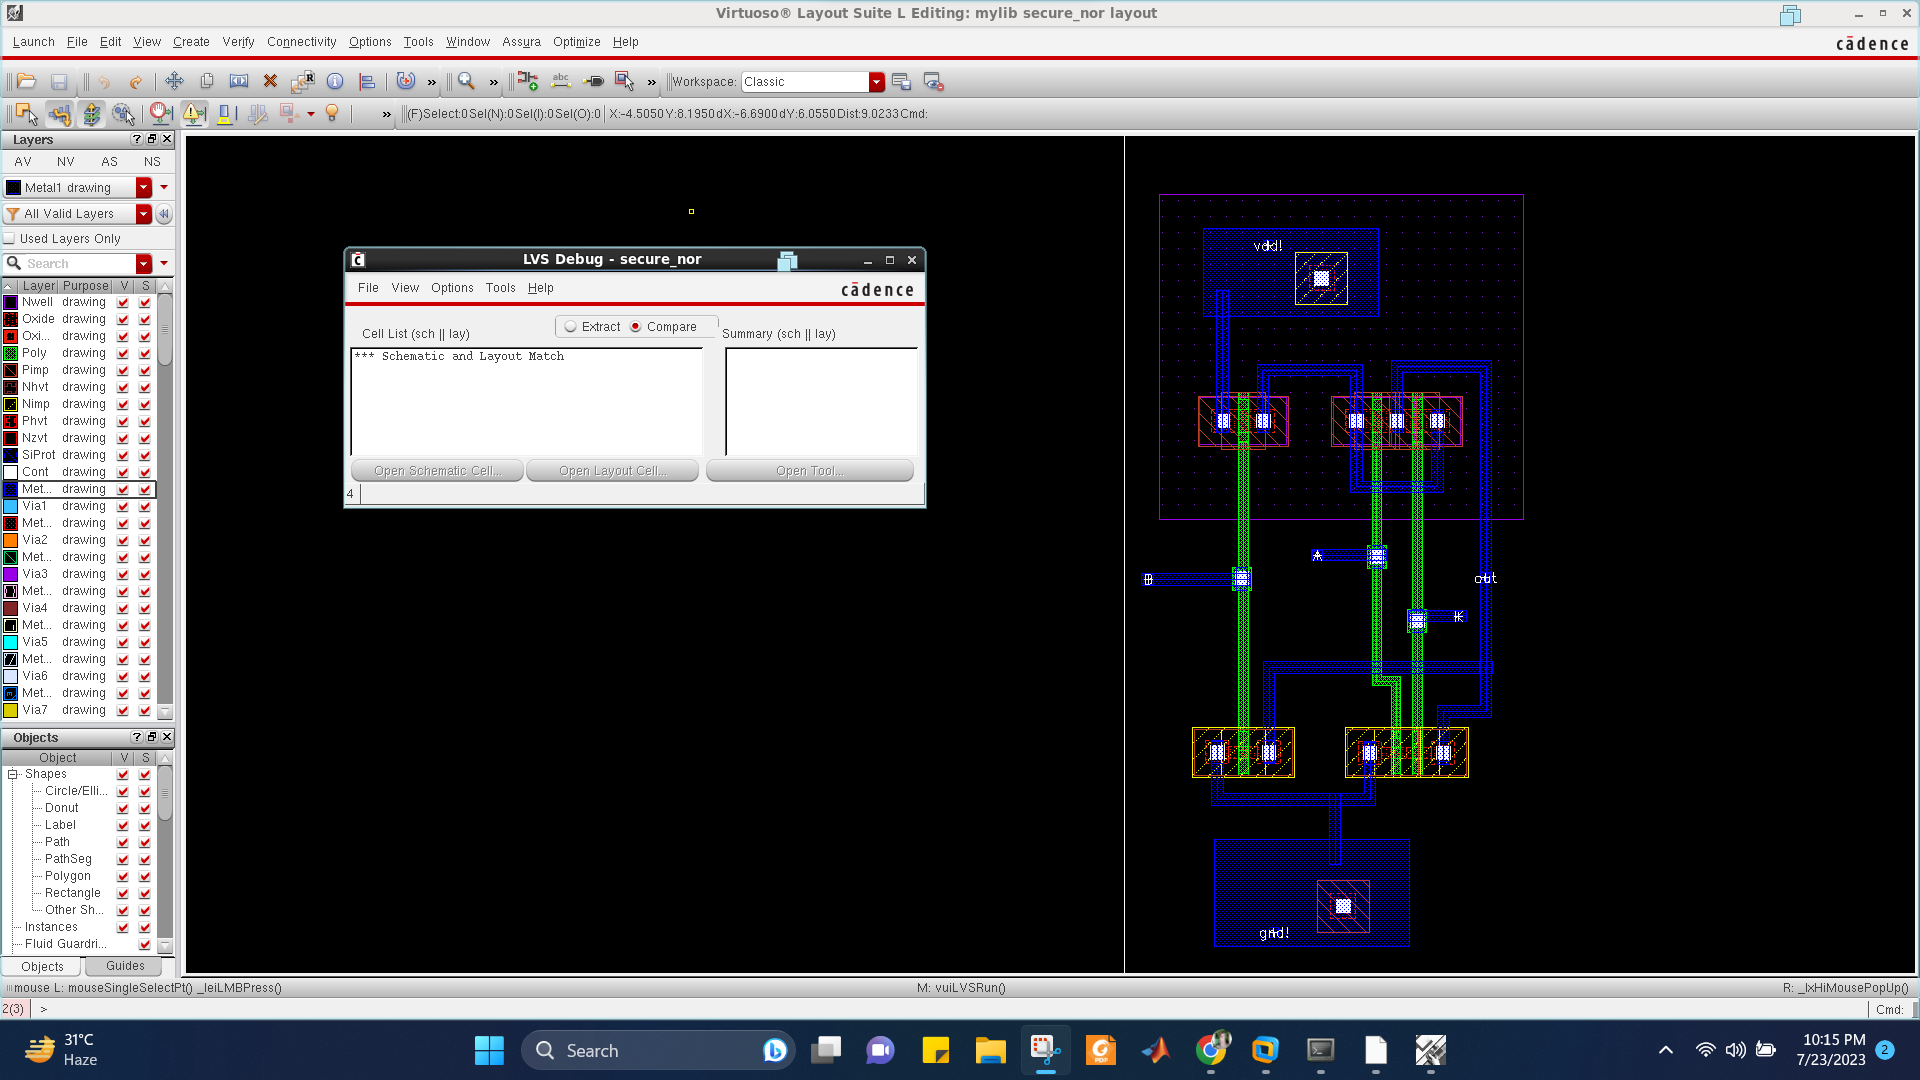 Virtuoso® Layout Suite L Editing: mylib secure_nor layout
Launch File Edit View Create Verify Connectivity Options Tools Window Assura Optimize Help
cādence
Workspace: Classic
(F)Select:0 Sel(N):0 Sel(I):0 Sel(O):0 X:-4.5050 Y:8.1950 dX:-6.6900 dY:6.0550 Dist:9.0233 Cmd:
Layers
AV NV AS NS
Metal1 drawing
All Valid Layers
Used Layers Only
Search
Layer Purpose V S
Nwell drawing
Oxide drawing
Oxi... drawing
Poly drawing
Pimp drawing
Nhvt drawing
Nimp drawing
Phvt drawing
Nzvt drawing
SiProt drawing
Cont drawing
Met... drawing
Via1 drawing
Met... drawing
Via2 drawing
Met... drawing
Via3 drawing
Met... drawing
Via4 drawing
Met... drawing
Via5 drawing
Met... drawing
Via6 drawing
Met... drawing
Via7 drawing
Objects
Object V S
Shapes
Circle/Elli...
Donut
Label
Path
PathSeg
Polygon
Rectangle
Other Sh...
Instances
Fluid Guardri...
Objects Guides
LVS Debug - secure_nor
File View Options Tools Help
cādence
Extract Compare
Cell List (sch || lay)
Summary (sch || lay)
*** Schematic and Layout Match
Open Schematic Cell... Open Layout Cell... Open Tool...
4
vdd!
A
B
out
K
gnd!
mouse L: mouseSingleSelectPt() _leiLMBPress()
M: vuiLVSRun()
R: _lxHiMousePopUp()
2(3) >
Cmd:
31°C
Haze
Search
10:15 PM
7/23/2023
2